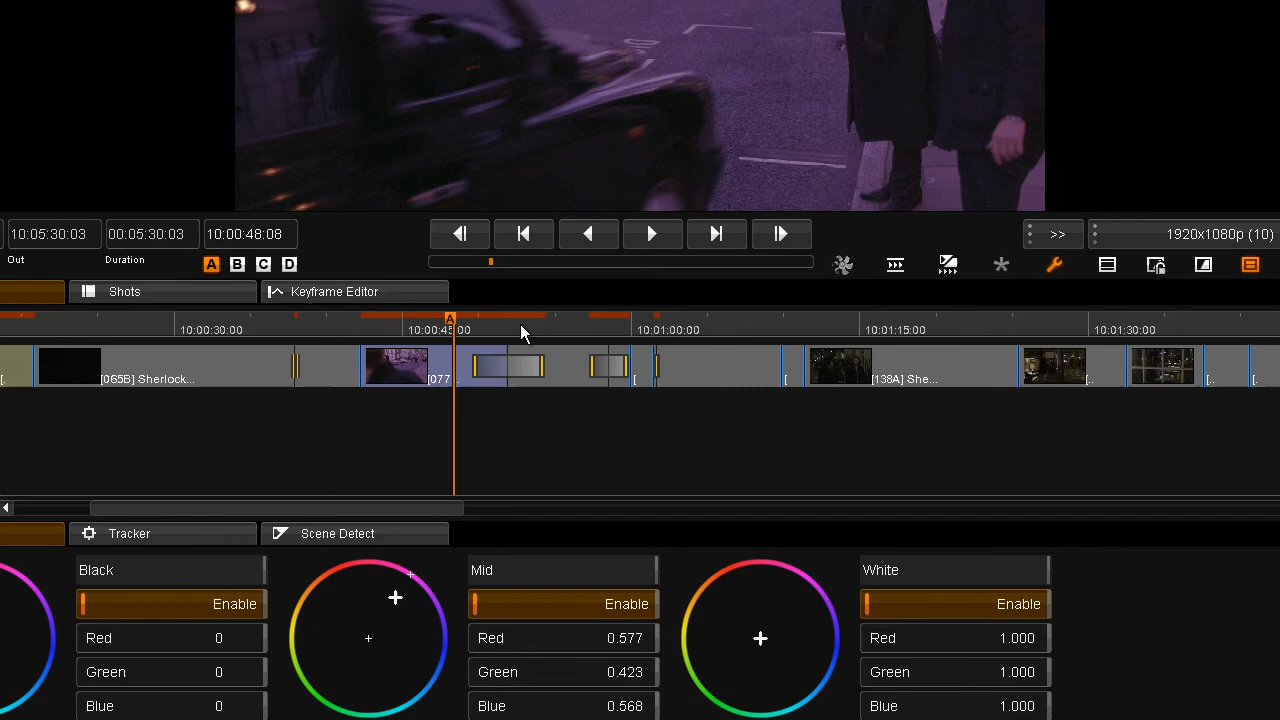 10:05:30:03 00:05:30:03 10:00:48:08 >> 1920x1080p (10)
Out Duration A B C D
Shots Keyframe Editor
A
10:00:30:00 10:00:45:00 10:01:00:00 10:01:15:00 10:01:30:00
[. [065B] Sherlock... [077 . [ [ [138A] She... [.. [.. [.
Tracker Scene Detect
Black Mid White
Enable Enable Enable
Red 0 Red 0.577 Red 1.000
Green 0 Green 0.423 Green 1.000
Blue 0 Blue 0.568 Blue 1.000